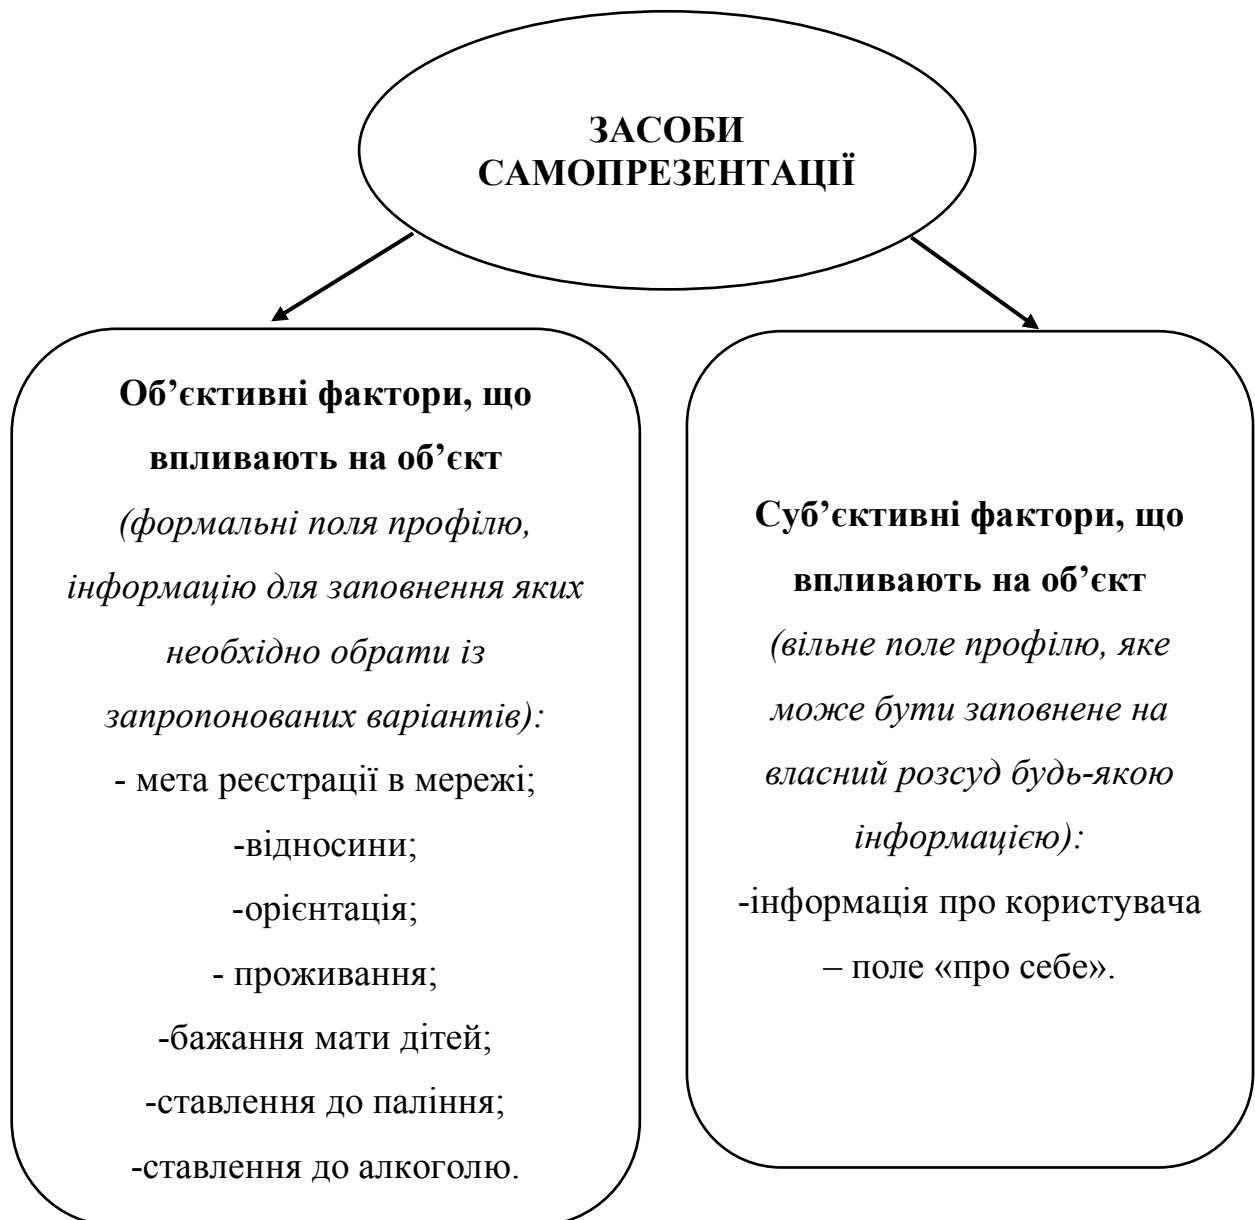 ЗАСОБИ
САМОПРЕЗЕНТАЦІЇ
Об’єктивні фактори, що
впливають на об’єкт
(формальні поля профілю,
інформацію для заповнення яких
необхідно обрати із
запропонованих варіантів):
- мета реєстрації в мережі;
-відносини;
-орієнтація;
- проживання;
-бажання мати дітей;
-ставлення до паління;
-ставлення до алкоголю.
Суб’єктивні фактори, що
впливають на об’єкт
(вільне поле профілю, яке
може бути заповнене на
власний розсуд будь-якою
інформацією):
-інформація про користувача
– поле «про себе».